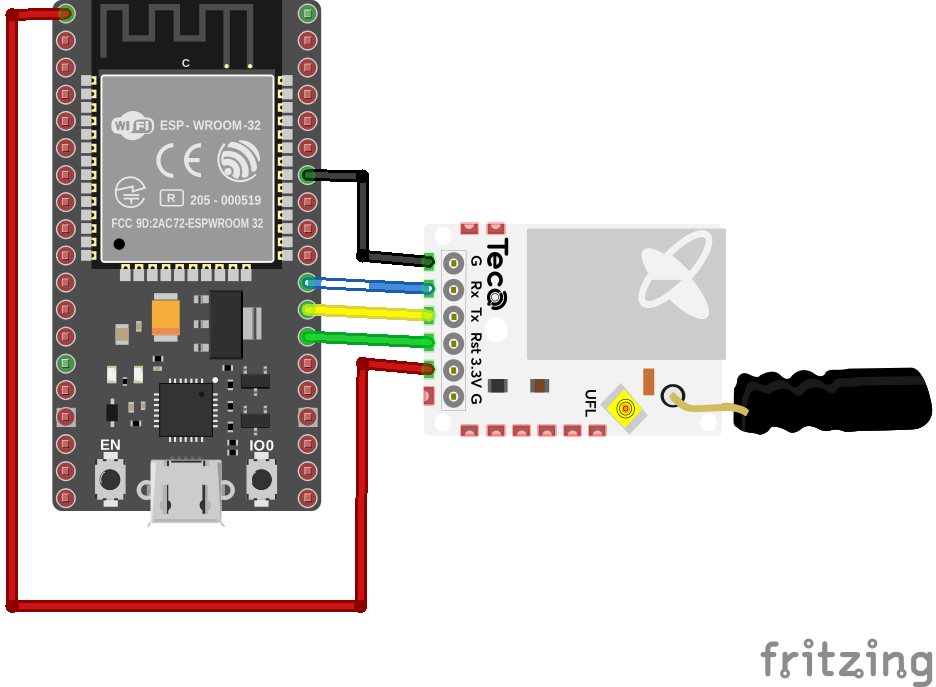 C
WiFi ESP - WROOM-32
CE
R 205 - 000519
FCC 9D:2AC72-ESPWROOM 32
EN
IO0
Teco
G
Rx
Tx
Rst
3.3V
G
UFL
fritzing